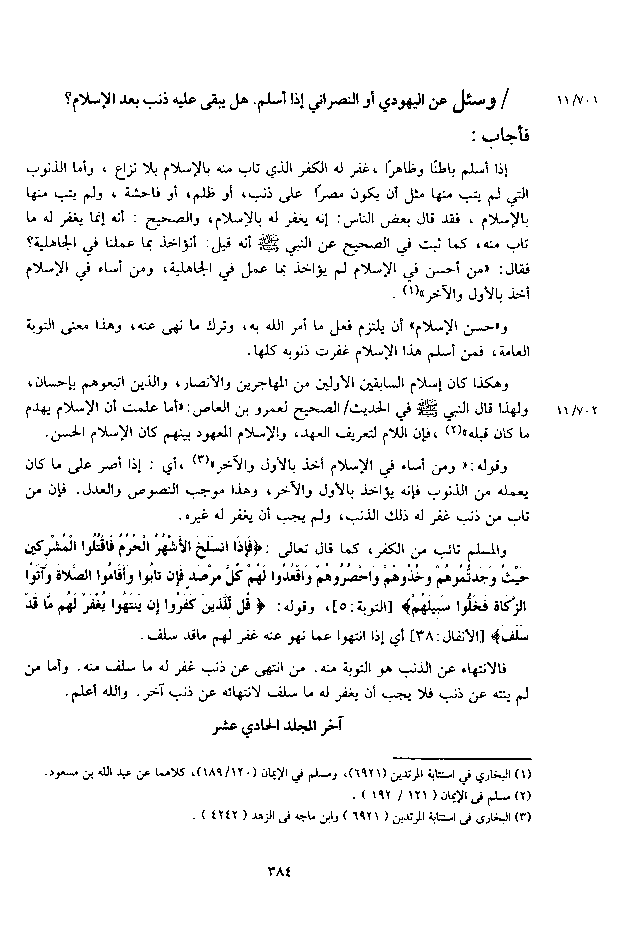 ١١/٧٠١ / وسئل عن اليهودي أو النصراني إذا أسلم. هل يبقى عليه ذنب بعد الإسلام؟
فأجاب :
إذا أسلم باطنًا وظاهرًا ، غفر له الكفر الذي تاب منه بالإسلام بلا نزاع ، وأما الذنوب
التي لم يتب منها مثل أن يكون مصرًا على ذنب، أو ظلم، أو فاحشة ، ولم يتب منها
بالإسلام ، فقد قال بعض الناس: إنه يغفر له بالإسلام، والصحيح : أنه إنما يغفر له ما
تاب منه، كما ثبت في الصحيح عن النبي ﷺ أنه قيل: أنؤاخذ بما عملنا في الجاهلية؟
فقال: «من أحسن في الإسلام لم يؤاخذ بما عمل في الجاهلية، ومن أساء في الإسلام
أخذ بالأول والآخر»(١) .
و«حسن الإسلام» أن يلتزم فعل ما أمر الله به، وترك ما نهى عنه، وهذا معنى التوبة
العامة، فمن أسلم هذا الإسلام غفرت ذنوبه كلها.
وهكذا كان إسلام السابقين الأولين من المهاجرين والأنصار، والذين اتبعوهم بإحسان،
١١/٧٠٢ ولهذا قال النبي ﷺ في الحديث/ الصحيح لعمرو بن العاص: «أما علمت أن الإسلام يهدم
ما كان قبله»(٢) ،فإن اللام لتعريف العهد، والإسلام المعهود بينهم كان الإسلام الحسن.
وقوله: « ومن أساء في الإسلام أخذ بالأول والآخر»(٣) ،أي : إذا أصر على ما كان
يعمله من الذنوب فإنه يؤاخذ بالأول والآخر، وهذا موجب النصوص والعدل. فإن من
تاب من ذنب غفر له ذلك الذنب، ولم يجب أن يغفر له غيره.
والمسلم تائب من الكفر، كما قال تعالى :﴿فَإِذَا انسَلَخَ الأَشْهُرُ الْحُرُمُ فَاقْتُلُوا الْمُشْرِكِينَ
حَيْثُ وَجَدتُّمُوهُمْ وَخُذُوهُمْ وَاحْصُرُوهُمْ وَاقْعُدُوا لَهُمْ كُلَّ مَرْصَدٍ فَإِن تَابُوا وَأَقَامُوا الصَّلاةَ وَآتَوُا
الزَّكَاةَ فَخَلُّوا سَبِيلَهُمْ﴾ [التوبة:٥]، وقوله: ﴿ قُل لِّلَّذِينَ كَفَرُوا إِن يَنتَهُوا يُغْفَرْ لَهُم مَّا قَدْ
سَلَفَ﴾ [الأنفال:٣٨] أي إذا انتهوا عما نهو عنه غفر لهم ماقد سلف.
فالانتهاء عن الذنب هو التوبة منه. من انتهى عن ذنب غفر له ما سلف منه. وأما من
لم ينته عن ذنب فلا يجب أن يغفر له ما سلف لانتهائه عن ذنب آخر. والله أعلم.
آخر المجلد الحادي عشر
(١) البخاري في استتابة المرتدين (٦٩٢١)، ومسلم في الإيمان (١٨٩/١٢٠)، كلاهما عن عبد الله بن مسعود.
(٢) مسلم في الإيمان ( ١٢١ / ١٩٢ ) .
(٣) البخاري في استتابة المرتدين ( ٦٩٢١ ) وابن ماجه في الزهد ( ٤٢٤٢ ) .
٣٨٤